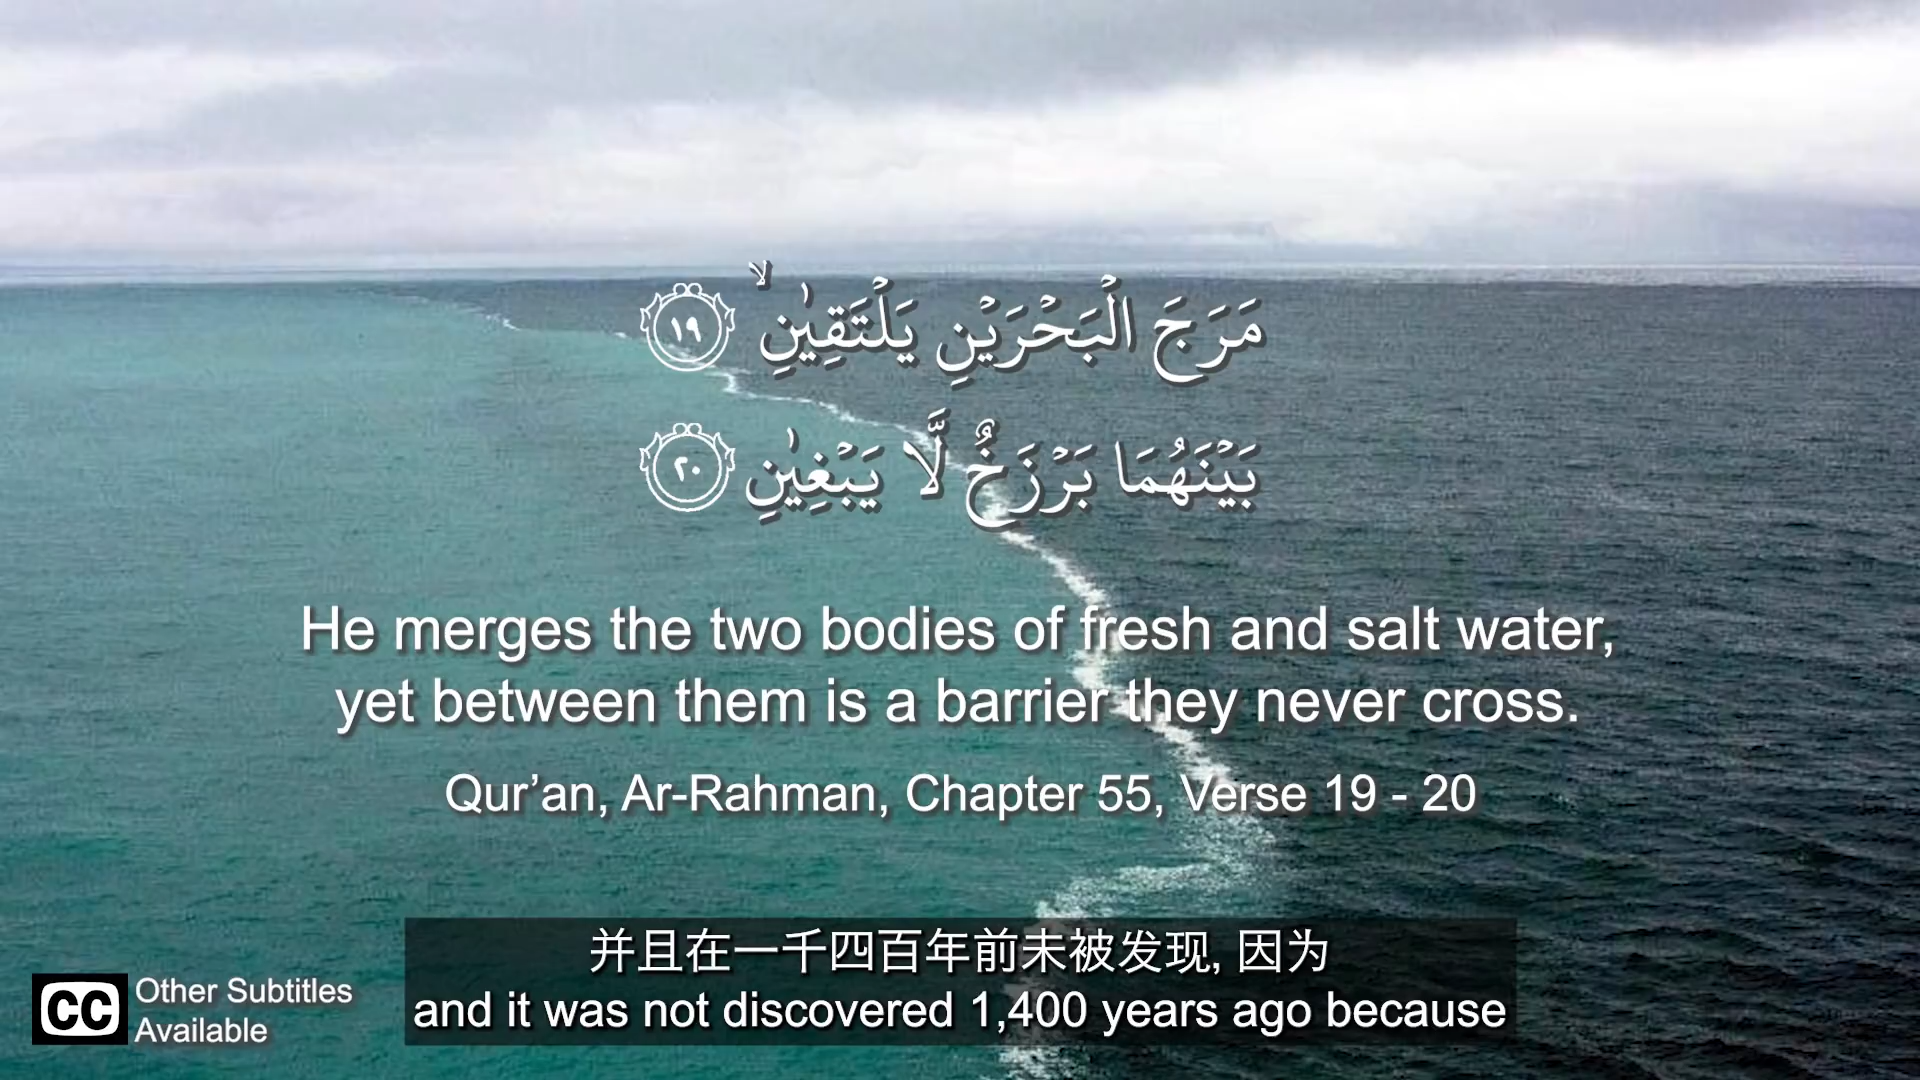 مَرَجَ الْبَحْرَيْنِ يَلْتَقِيٰنِ ۙ ١٩
بَيْنَهُمَا بَرْزَخٌ لَّا يَبْغِيٰنِ ٢٠
He merges the two bodies of fresh and salt water,
yet between them is a barrier they never cross.
Qur’an, Ar-Rahman, Chapter 55, Verse 19 - 20
并且在一千四百年前未被发现, 因为
and it was not discovered 1,400 years ago because
CC Other Subtitles
Available